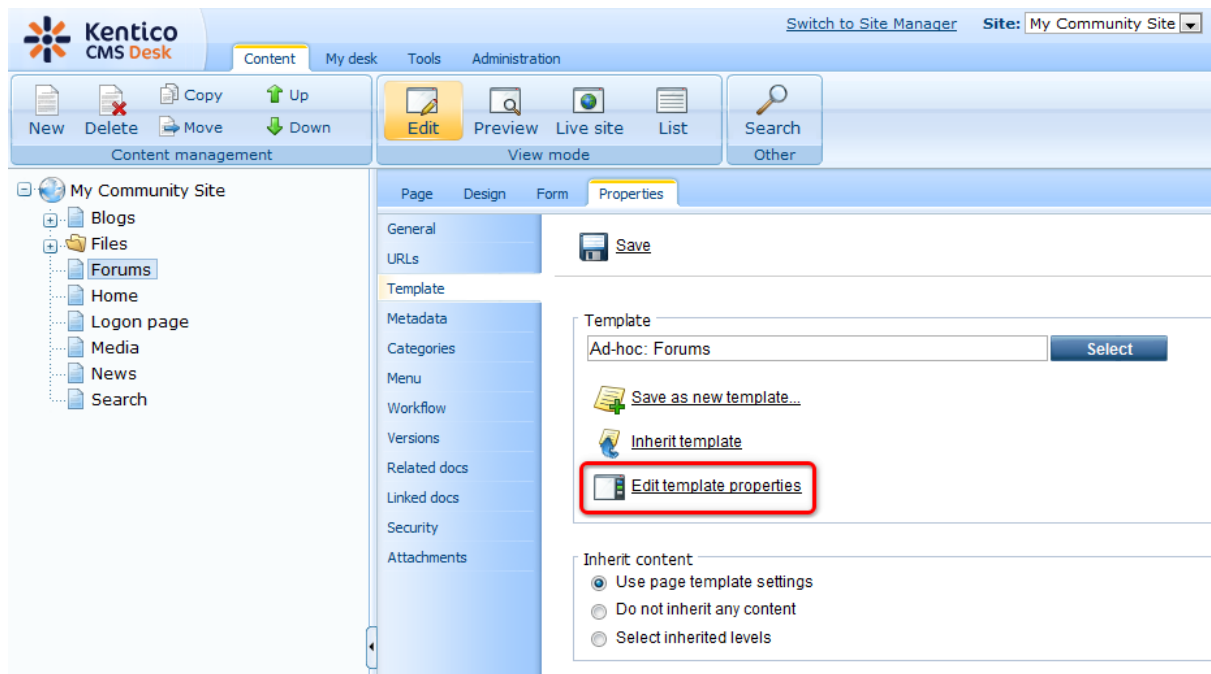 Kentico
CMS Desk
Switch to Site Manager Site: My Community Site
Content My desk Tools Administration
New Delete Copy Move Up Down
Content management
Edit Preview Live site List
View mode
Search
Other
My Community Site
Blogs
Files
Forums
Home
Logon page
Media
News
Search
Page Design Form Properties
General
URLs
Template
Metadata
Categories
Menu
Workflow
Versions
Related docs
Linked docs
Security
Attachments
Save
Template
Ad-hoc: Forums Select
Save as new template...
Inherit template
Edit template properties
Inherit content
Use page template settings
Do not inherit any content
Select inherited levels